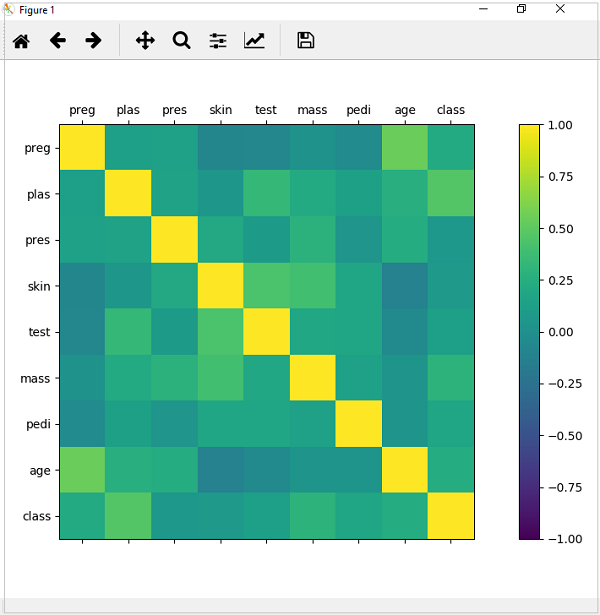 Figure 1
preg plas pres skin test mass pedi age class
preg
plas
pres
skin
test
mass
pedi
age
class
1.00
0.75
0.50
0.25
0.00
−0.25
−0.50
−0.75
−1.00